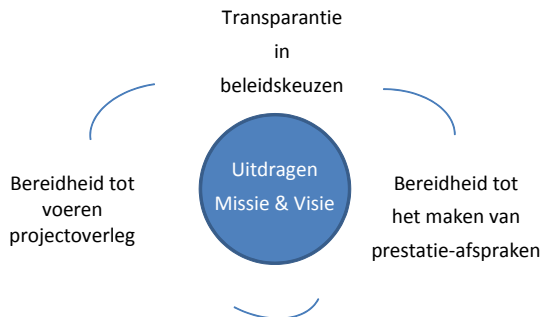 Transparantie
in
beleidskeuzen
Uitdragen
Missie & Visie
Bereidheid tot
voeren
projectoverleg
Bereidheid tot
het maken van
prestatie-afspraken